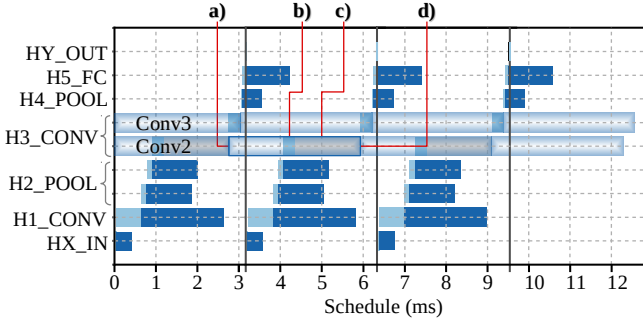 a) b) c) d)
HY_OUT
H5_FC
H4_POOL
Conv3
H3_CONV
Conv2
H2_POOL
H1_CONV
HX_IN
0 1 2 3 4 5 6 7 8 9 10 11 12
Schedule (ms)